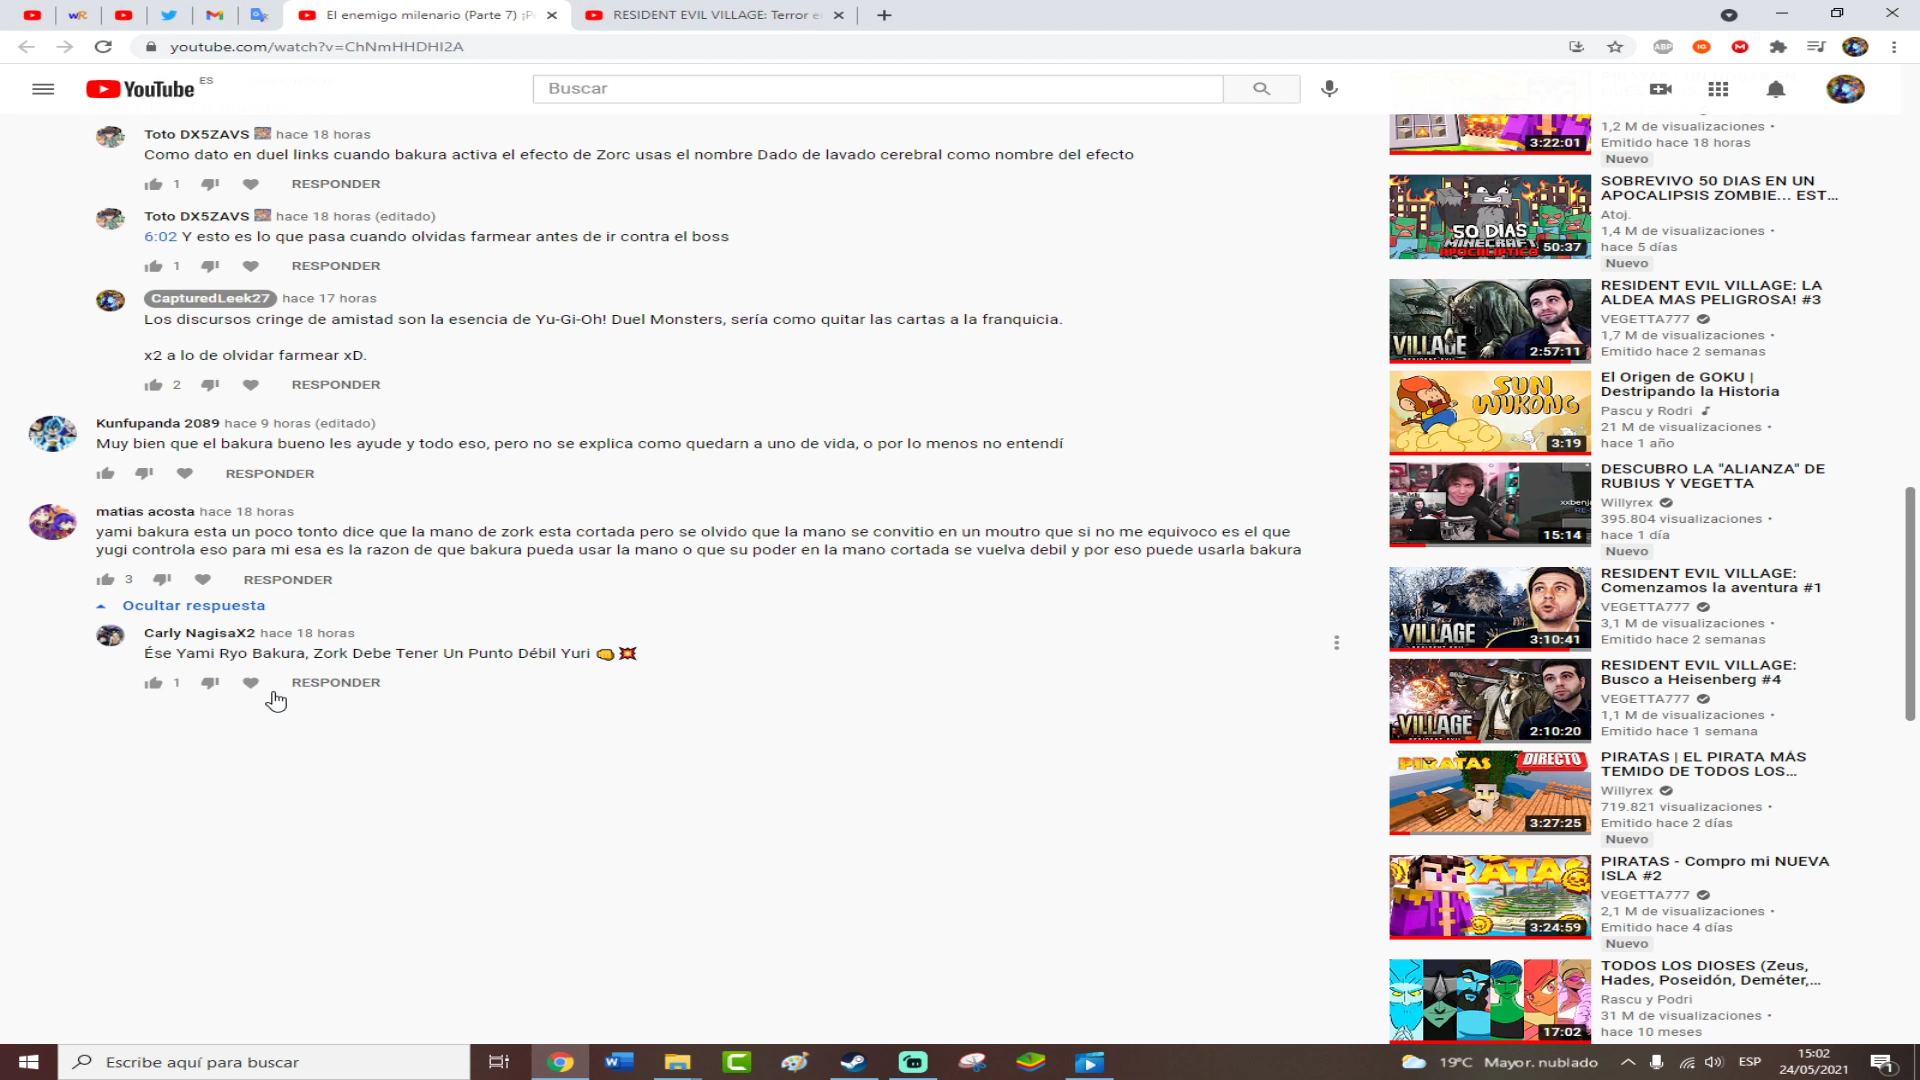 El enemigo milenario (Parte 7) ¡P
RESIDENT EVIL VILLAGE: Terror e
youtube.com/watch?v=ChNmHHDHI2A
YouTube ES
Buscar
Toto DX5ZAVS hace 18 horas
Como dato en duel links cuando bakura activa el efecto de Zorc usas el nombre Dado de lavado cerebral como nombre del efecto
1 RESPONDER
Toto DX5ZAVS hace 18 horas (editado)
6:02 Y esto es lo que pasa cuando olvidas farmear antes de ir contra el boss
1 RESPONDER
CapturedLeek27 hace 17 horas
Los discursos cringe de amistad son la esencia de Yu-Gi-Oh! Duel Monsters, sería como quitar las cartas a la franquicia.
x2 a lo de olvidar farmear xD.
2 RESPONDER
Kunfupanda 2089 hace 9 horas (editado)
Muy bien que el bakura bueno les ayude y todo eso, pero no se explica como quedarn a uno de vida, o por lo menos no entendí
RESPONDER
matias acosta hace 18 horas
yami bakura esta un poco tonto dice que la mano de zork esta cortada pero se olvido que la mano se convitío en un moutro que si no me equivoco es el que
yugi controla eso para mi esa es la razon de que bakura pueda usar la mano o que su poder en la mano cortada se vuelva debil y por eso puede usarla bakura
3 RESPONDER
Ocultar respuesta
Carly NagisaX2 hace 18 horas
Ése Yami Ryo Bakura, Zork Debe Tener Un Punto Débil Yuri
1 RESPONDER
3:22:01
1,2 M de visualizaciones •
Emitido hace 18 horas
Nuevo
50 DIAS
MINECRAFT
APOCALIPTICO
50:37
SOBREVIVO 50 DIAS EN UN
APOCALIPSIS ZOMBIE... EST...
Atoj.
1,4 M de visualizaciones •
hace 5 días
Nuevo
VILLAGE
2:57:11
RESIDENT EVIL VILLAGE: LA
ALDEA MAS PELIGROSA! #3
VEGETTA777
1,7 M de visualizaciones •
Emitido hace 2 semanas
SUN
WUKONG
3:19
El Origen de GOKU |
Destripando la Historia
Pascu y Rodri
21 M de visualizaciones •
hace 1 año
15:14
DESCUBRO LA "ALIANZA" DE
RUBIUS Y VEGETTA
Willyrex
395.804 visualizaciones •
hace 1 día
Nuevo
VILLAGE
3:10:41
RESIDENT EVIL VILLAGE:
Comenzamos la aventura #1
VEGETTA777
3,1 M de visualizaciones •
Emitido hace 2 semanas
VILLAGE
2:10:20
RESIDENT EVIL VILLAGE:
Busco a Heisenberg #4
VEGETTA777
1,1 M de visualizaciones •
Emitido hace 1 semana
PIRATAS
DIRECTO
3:27:25
PIRATAS | EL PIRATA MÁS
TEMIDO DE TODOS LOS...
Willyrex
719.821 visualizaciones •
Emitido hace 2 días
Nuevo
3:24:59
PIRATAS - Compro mi NUEVA
ISLA #2
VEGETTA777
2,1 M de visualizaciones •
Emitido hace 4 días
Nuevo
17:02
TODOS LOS DIOSES (Zeus,
Hades, Poseidón, Deméter,...
Rascu y Podri
31 M de visualizaciones •
hace 10 meses
Escribe aquí para buscar
19°C Mayor. nublado
ESP
15:02
24/05/2021
1